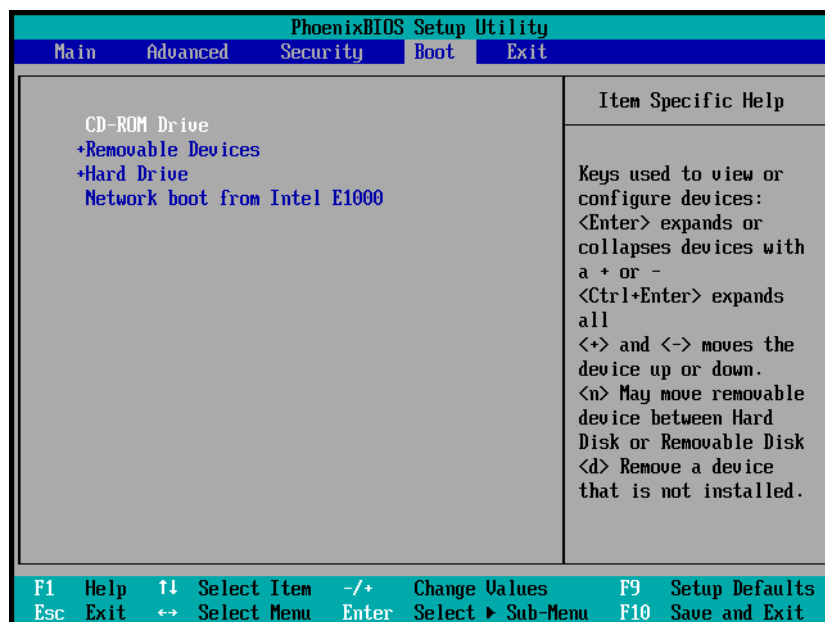 PhoenixBIOS Setup Utility
Main Advanced Security Boot Exit
CD-ROM Drive
+Removable Devices
+Hard Drive
Network boot from Intel E1000
Item Specific Help
Keys used to view or
configure devices:
<Enter> expands or
collapses devices with
a + or -
<Ctrl+Enter> expands
all
<+> and <-> moves the
device up or down.
<n> May move removable
device between Hard
Disk or Removable Disk
<d> Remove a device
that is not installed.
F1 Help ↑↓ Select Item -/+ Change Values F9 Setup Defaults
Esc Exit ↔ Select Menu Enter Select ▶ Sub-Menu F10 Save and Exit